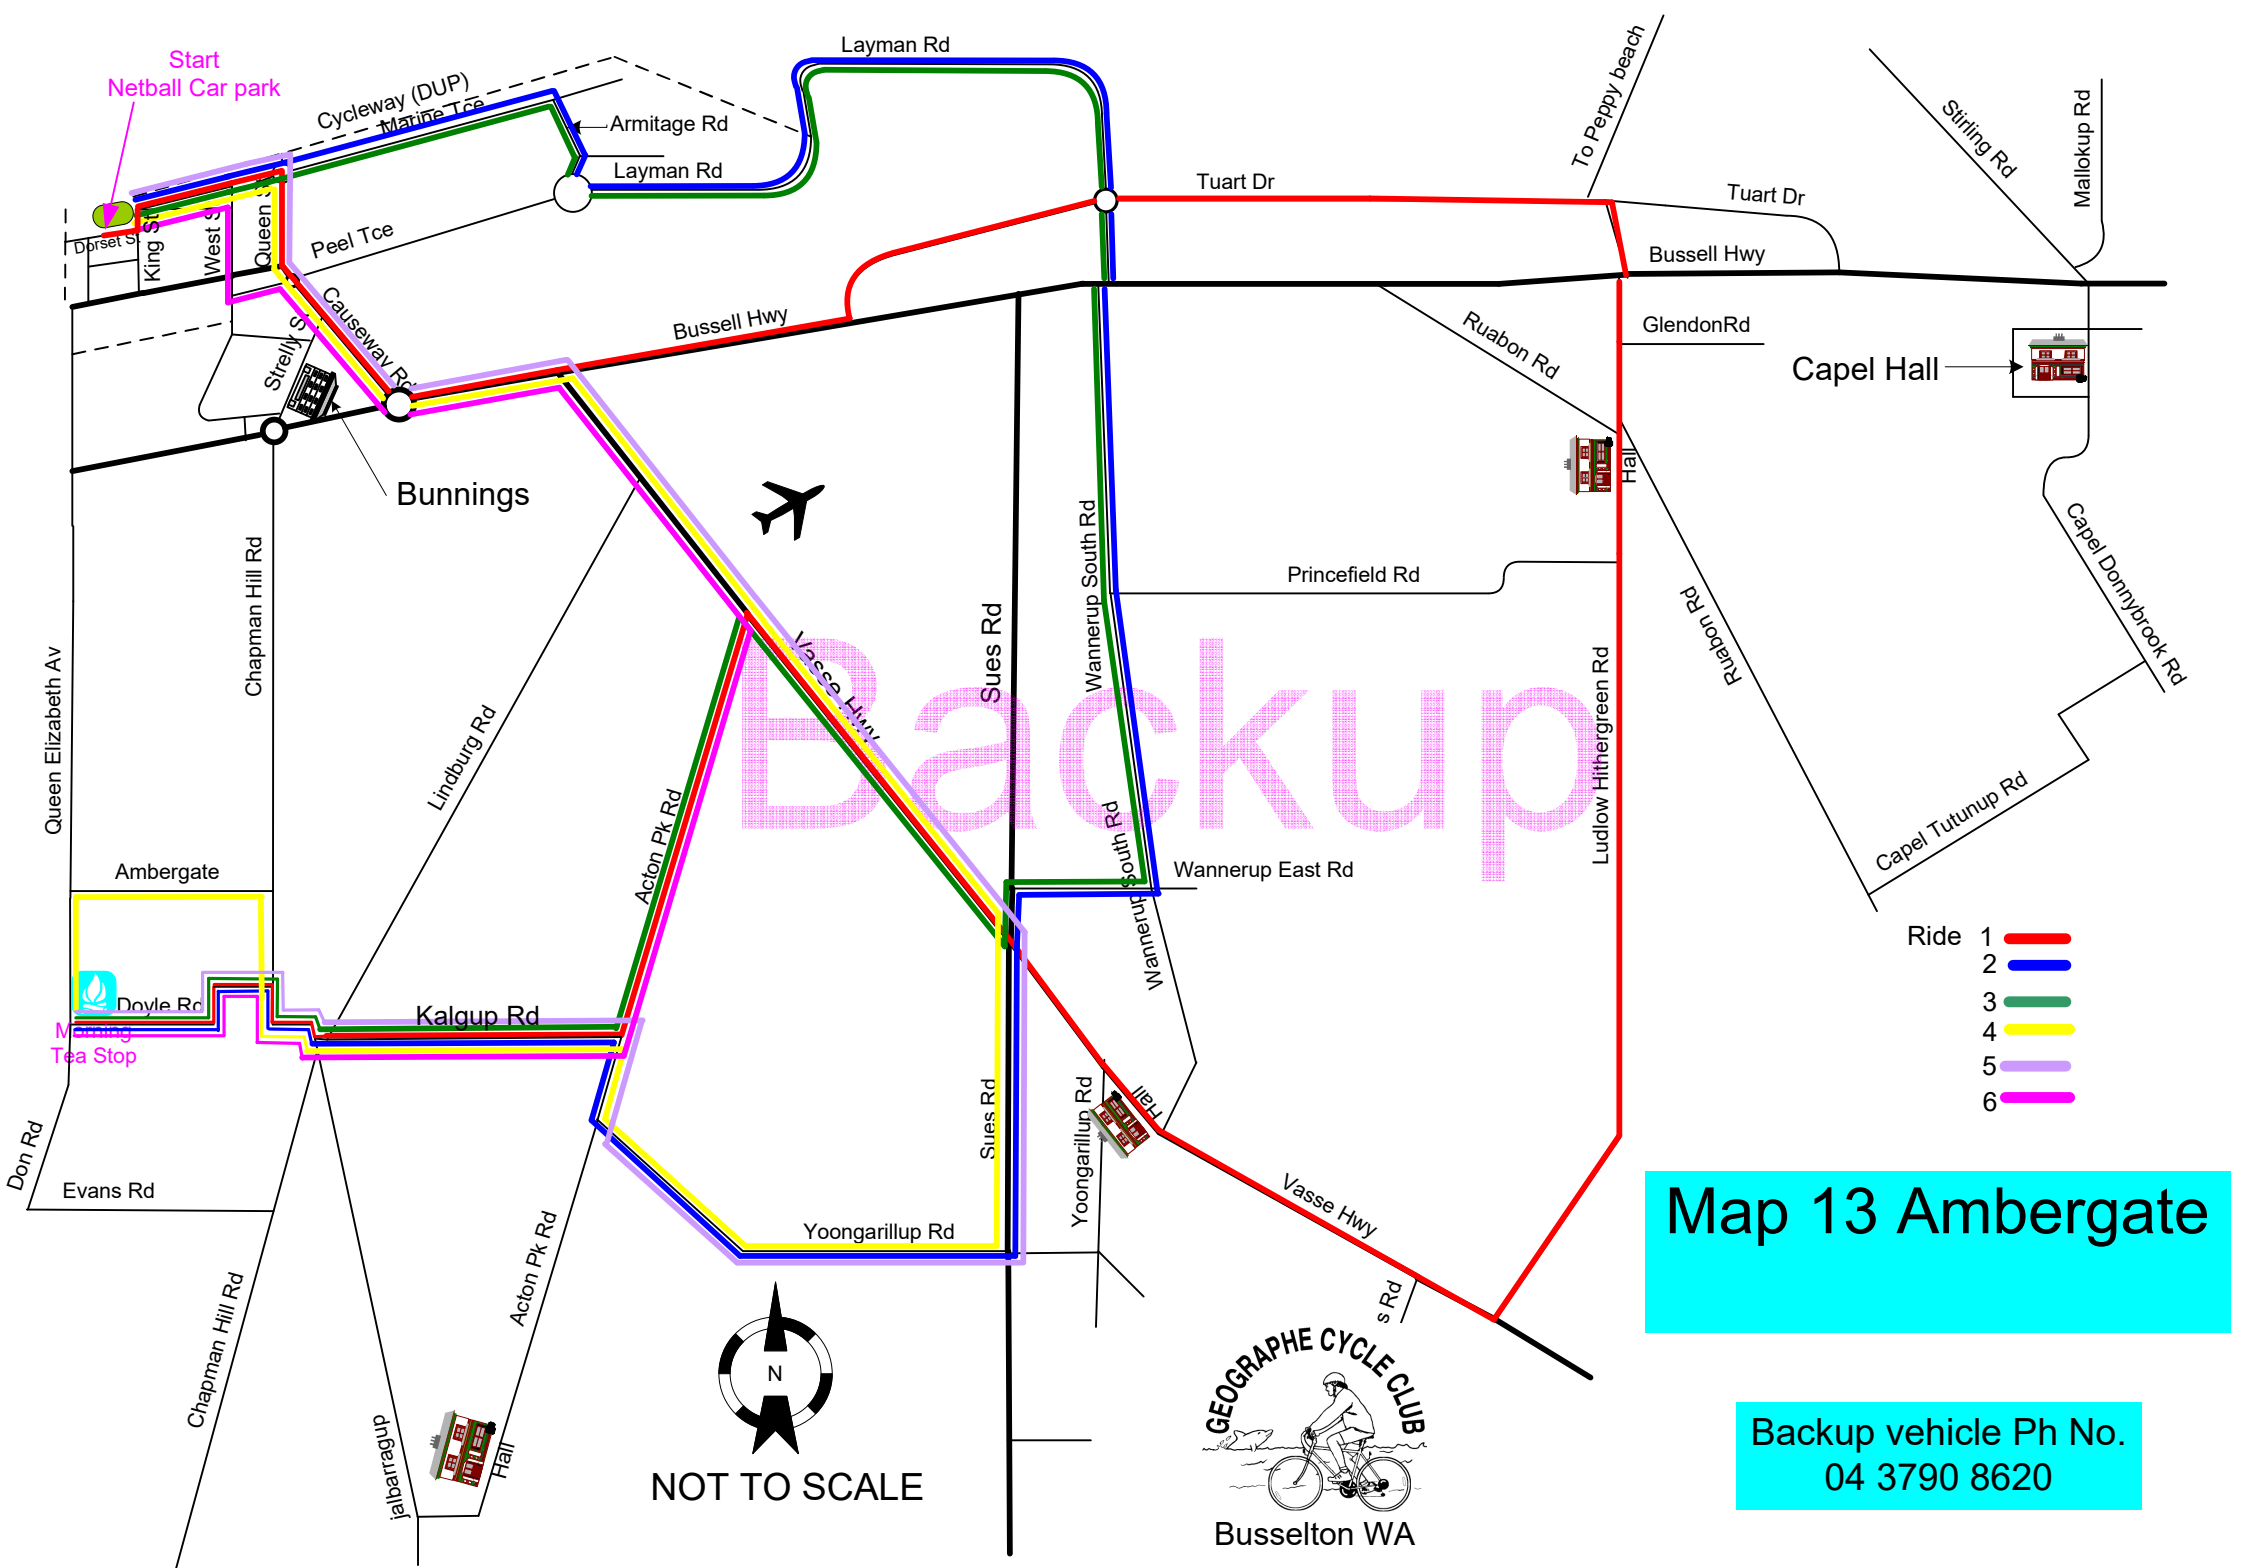 Start
Netball Car park
Cycleway (DUP)
Marine Tce
Armitage Rd
Layman Rd
Layman Rd
Tuart Dr
To Peppy beach
Tuart Dr
Stirling Rd
Mallokup Rd
Dorset St
King St
West S
Queen S
Peel Tce
Causeway Rd
Strelly S
Bussell Hwy
Bussell Hwy
Ruabon Rd
GlendonRd
Capel Hall
Hall
Bunnings
Chapman Hill Rd
Queen Elizabeth Av
Lindburg Rd
Vasse Hwy
Sues Rd
Wannerup South Rd
Princefield Rd
Ludlow Hithergreen Rd
Ruabon Rd
Capel Donnybrook Rd
Capel Tutunup Rd
Backup
Acton Pk Rd
Ambergate
Wannerup East Rd
Wannerup South Rd
Doyle Rd
Morning
Tea Stop
Kalgup Rd
Ride 1
2
3
4
5
6
Sues Rd
Yoongarillup Rd
Hall
Don Rd
Evans Rd
Yoongarillup Rd
Vasse Hwy
s Rd
Map 13 Ambergate
Chapman Hill Rd
jalbarragup
Acton Pk Rd
Hall
N
NOT TO SCALE
GEOGRAPHE CYCLE CLUB
Busselton WA
Backup vehicle Ph No.
04 3790 8620